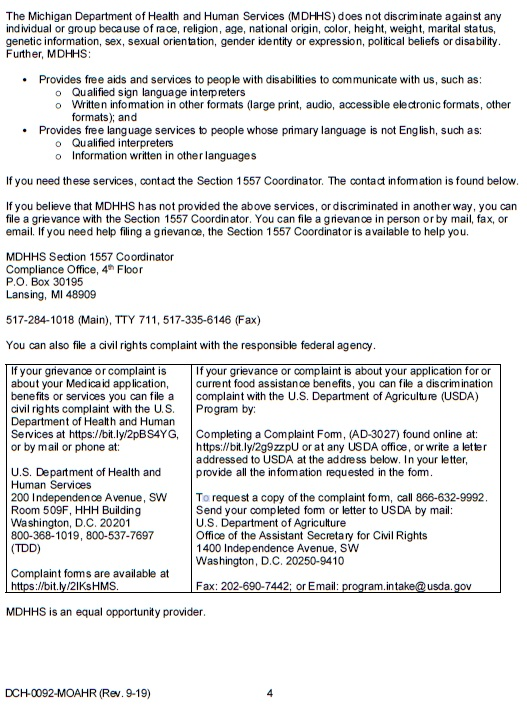 The Michigan Department of Health and Human Services (MDHHS) does not discriminate against any
individual or group because of race, religion, age, national origin, color, height, weight, marital status,
genetic information, sex, sexual orientation, gender identity or expression, political beliefs or disability.
Further, MDHHS:
• Provides free aids and services to people with disabilities to communicate with us, such as:
o Qualified sign language interpreters
o Written information in other formats (large print, audio, accessible electronic formats, other
formats); and
• Provides free language services to people whose primary language is not English, such as:
o Qualified interpreters
o Information written in other languages
If you need these services, contact the Section 1557 Coordinator. The contact information is found below.
If you believe that MDHHS has not provided the above services, or discriminated in another way, you can
file a grievance with the Section 1557 Coordinator. You can file a grievance in person or by mail, fax, or
email. If you need help filing a grievance, the Section 1557 Coordinator is available to help you.
MDHHS Section 1557 Coordinator
Compliance Office, 4th Floor
P.O. Box 30195
Lansing, MI 48909
517-284-1018 (Main), TTY 711, 517-335-6146 (Fax)
You can also file a civil rights complaint with the responsible federal agency.
If your grievance or complaint is
about your Medicaid application,
benefits or services you can file a
civil rights complaint with the U.S.
Department of Health and Human
Services at https://bit.ly/2pBS4YG,
or by mail or phone at:
U.S. Department of Health and
Human Services
200 Independence Avenue, SW
Room 509F, HHH Building
Washington, D.C. 20201
800-368-1019, 800-537-7697
(TDD)
Complaint forms are available at
https://bit.ly/2IKsHMS.
If your grievance or complaint is about your application for or
current food assistance benefits, you can file a discrimination
complaint with the U.S. Department of Agriculture (USDA)
Program by:
Completing a Complaint Form, (AD-3027) found online at:
https://bit.ly/2g9zzpU or at any USDA office, or write a letter
addressed to USDA at the address below. In your letter,
provide all the information requested in the form.
To request a copy of the complaint form, call 866-632-9992.
Send your completed form or letter to USDA by mail:
U.S. Department of Agriculture
Office of the Assistant Secretary for Civil Rights
1400 Independence Avenue, SW
Washington, D.C. 20250-9410
Fax: 202-690-7442; or Email: program.intake@usda.gov
MDHHS is an equal opportunity provider.
DCH-0092-MOAHR (Rev. 9-19)
4